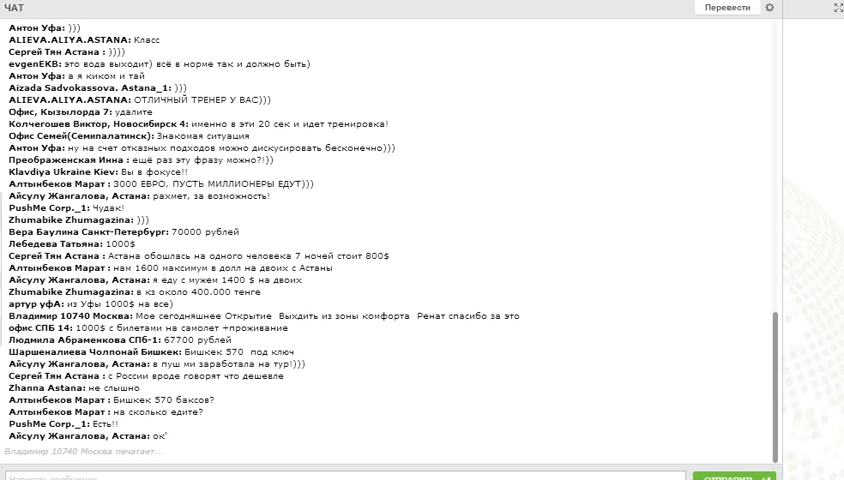 ЧАТ
Перевести
Антон Уфа: )))
ALIEVA.ALIYA.ASTANA: Класс
Сергей Тян Астана : ))))
evgenEKB: это вода выходит) всё в норме так и должно быть)
Антон Уфа: а я киком и тай
Aizada Sadvokassova. Astana_1: )))
ALIEVA.ALIYA.ASTANA: ОТЛИЧНЫЙ ТРЕНЕР У ВАС)))
Офис, Кызылорда 7: удалите
Колчегошев Виктор, Новосибирск 4: именно в эти 20 сек и идет тренировка!
Офис Семей(Семипалатинск): Знакомая ситуация
Антон Уфа: ну на счет отказных подходов можно дискусировать бесконечно)))
Преображенская Инна : ещё раз эту фразу можно?!))
Klavdiya Ukraine Kiev: Вы в фокусе!!
Алтынбеков Марат : 3000 ЕВРО, ПУСТЬ МИЛЛИОНЕРЫ ЕДУТ)))
Айсулу Жангалова, Астана: рахмет, за возможность!
PushMe Corp._1: Чудак!
Zhumabike Zhumagazina: )))
Вера Баулина Санкт-Петербург: 70000 рублей
Лебедева Татьяна: 1000$
Сергей Тян Астана : Астана обошлась на одного человека 7 ночей стоит 800$
Алтынбеков Марат : нам 1600 максимум в долл на двоих с Астаны
Айсулу Жангалова, Астана: я еду с мужем 1400 $ на двоих
Zhumabike Zhumagazina: в кз около 400.000 тенге
артур уфА: из Уфы 1000$ на все)
Владимир 10740 Москва: Мое сегодняшнее Открытие  Выхдить из зоны комфорта  Ренат спасибо за это
офис СПБ 14: 1000$ с билетами на самолет +проживание
Людмила Абраменкова СПб-1: 67700 рублей
Шаршеналиева Чолпонай Бишкек: Бишкек 570  под ключ
Айсулу Жангалова, Астана: в пуш ми заработала на тур!)))
Сергей Тян Астана : с России вроде говорят что дешевле
Zhanna Astana: не слышно
Алтынбеков Марат : Бишкек 570 баксов?
Алтынбеков Марат : на сколько едите?
PushMe Corp._1: Есть!!
Айсулу Жангалова, Астана: ок'
Владимир 10740 Москва печатает...